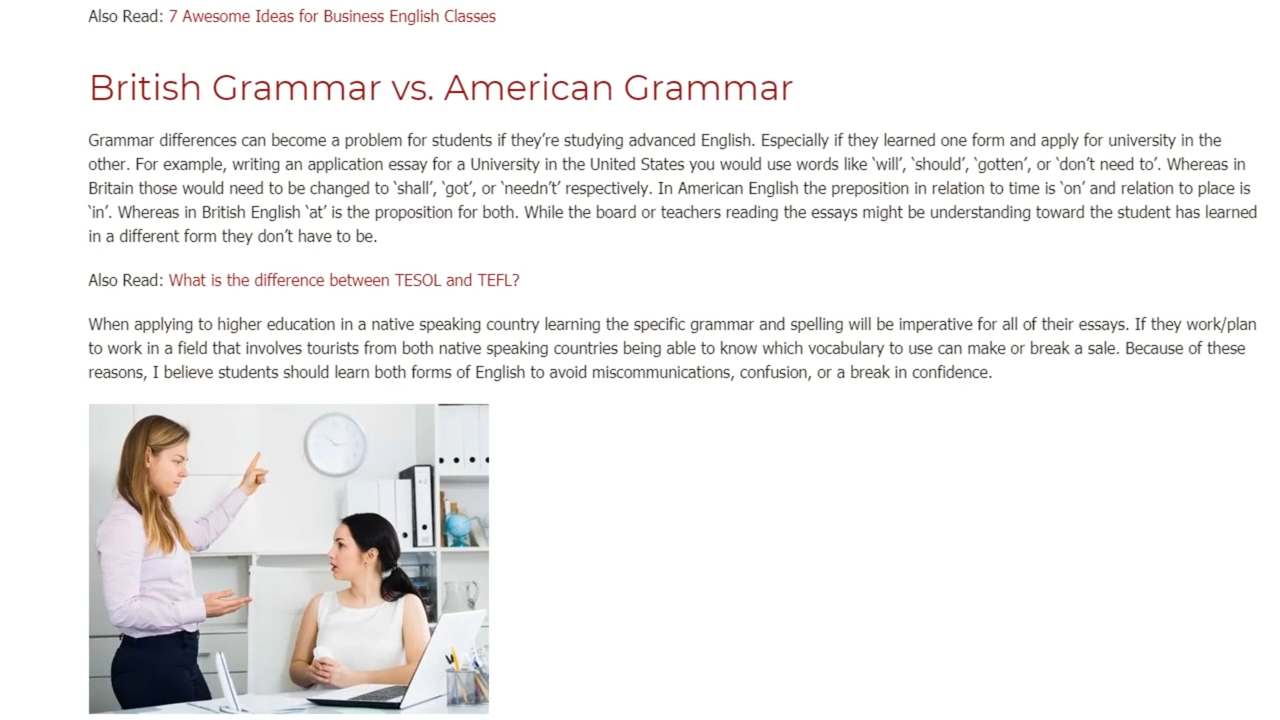 Also Read: 7 Awesome Ideas for Business English Classes
British Grammar vs. American Grammar
Grammar differences can become a problem for students if they’re studying advanced English. Especially if they learned one form and apply for university in the
other. For example, writing an application essay for a University in the United States you would use words like ‘will’, ‘should’, ‘gotten’, or ‘don’t need to’. Whereas in
Britain those would need to be changed to ‘shall’, ‘got’, or ‘needn’t’ respectively. In American English the preposition in relation to time is ‘on’ and relation to place is
‘in’. Whereas in British English ‘at’ is the proposition for both. While the board or teachers reading the essays might be understanding toward the student has learned
in a different form they don’t have to be.
Also Read: What is the difference between TESOL and TEFL?
When applying to higher education in a native speaking country learning the specific grammar and spelling will be imperative for all of their essays. If they work/plan
to work in a field that involves tourists from both native speaking countries being able to know which vocabulary to use can make or break a sale. Because of these
reasons, I believe students should learn both forms of English to avoid miscommunications, confusion, or a break in confidence.